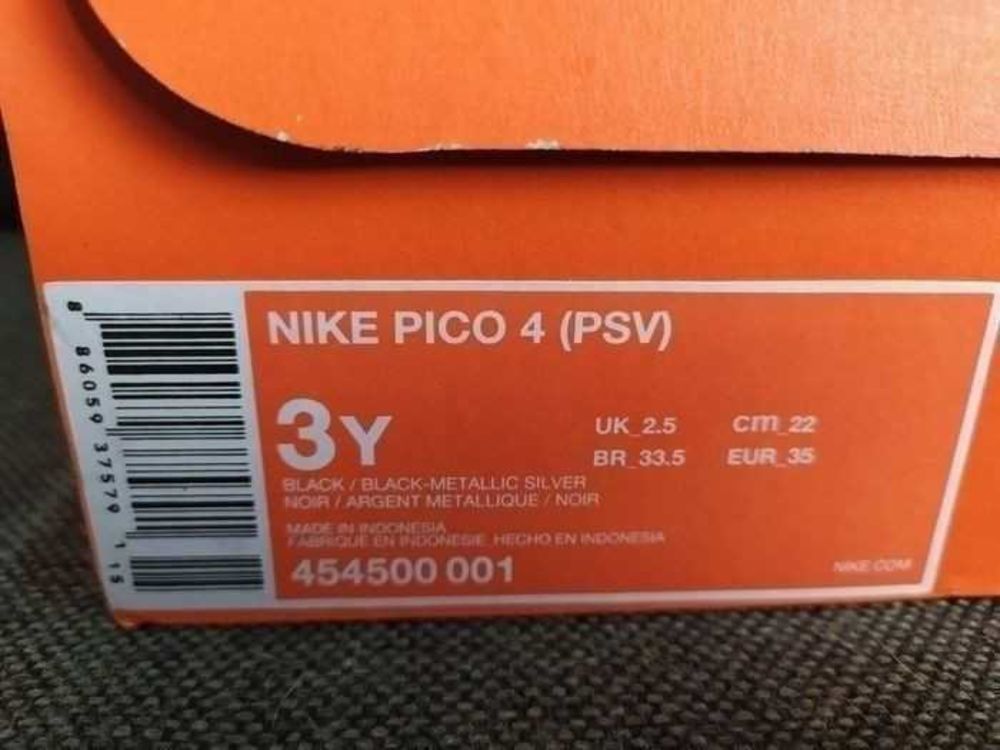 NIKE PICO 4 (PSV)
3Y
UK_2.5 cm_22
BR_33.5 EUR_35
BLACK / BLACK-METALLIC SILVER
NOIR / ARGENT METALLIQUE / NOIR
MADE IN INDONESIA
FABRIQUE EN INDONESIE, HECHO EN INDONESIA
454500 001
NIKE.COM
8 86059 37579 1 15